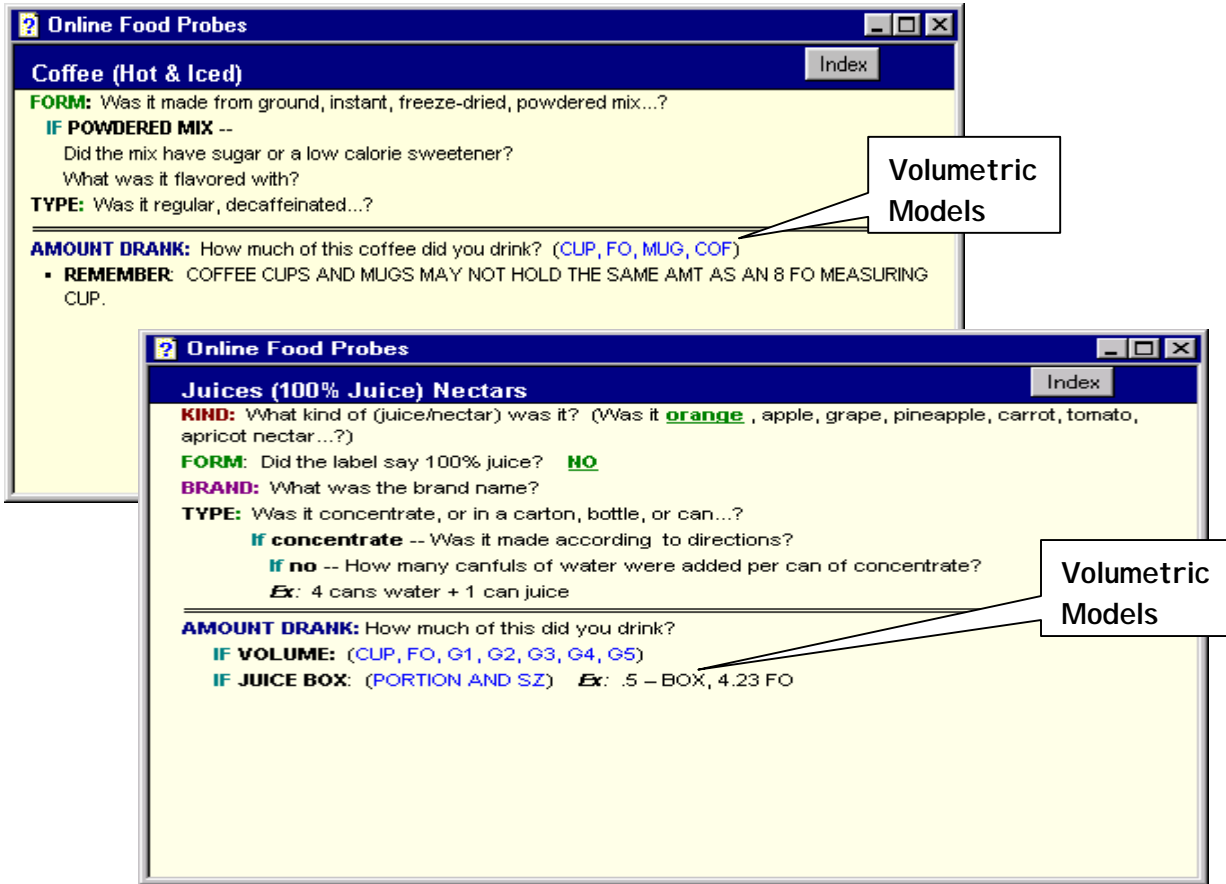 Online Food Probes
Coffee (Hot & Iced)
Index
FORM: Was it made from ground, instant, freeze-dried, powdered mix...?
IF POWDERED MIX --
Did the mix have sugar or a low calorie sweetener?
What was it flavored with?
TYPE: Was it regular, decaffeinated...?
Volumetric
Models
AMOUNT DRANK: How much of this coffee did you drink? (CUP, FO, MUG, COF)
▪ REMEMBER: COFFEE CUPS AND MUGS MAY NOT HOLD THE SAME AMT AS AN 8 FO MEASURING
CUP.
Online Food Probes
Juices (100% Juice) Nectars
Index
KIND: What kind of (juice/nectar) was it? (Was it orange , apple, grape, pineapple, carrot, tomato,
apricot nectar...?)
FORM: Did the label say 100% juice? NO
BRAND: What was the brand name?
TYPE: Was it concentrate, or in a carton, bottle, or can...?
If concentrate -- Was it made according to directions?
If no -- How many canfuls of water were added per can of concentrate?
Ex: 4 cans water + 1 can juice
Volumetric
Models
AMOUNT DRANK: How much of this did you drink?
IF VOLUME: (CUP, FO, G1, G2, G3, G4, G5)
IF JUICE BOX: (PORTION AND SZ) Ex: .5 – BOX, 4.23 FO